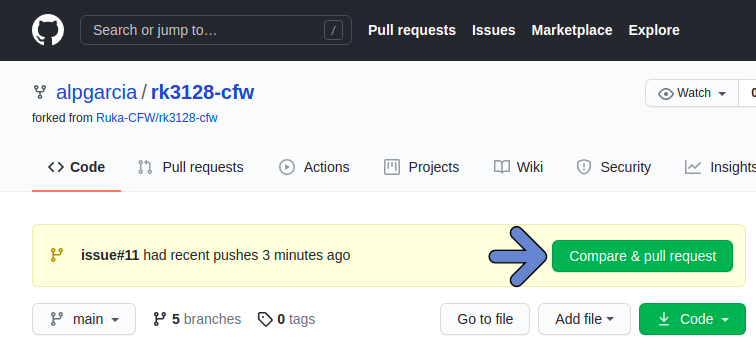 Search or jump to… / Pull requests Issues Marketplace Explore
alpgarcia / rk3128-cfw Watch
forked from Ruka-CFW/rk3128-cfw
Code Pull requests Actions Projects Wiki Security Insights
issue#11 had recent pushes 3 minutes ago Compare & pull request
main 5 branches 0 tags Go to file Add file Code